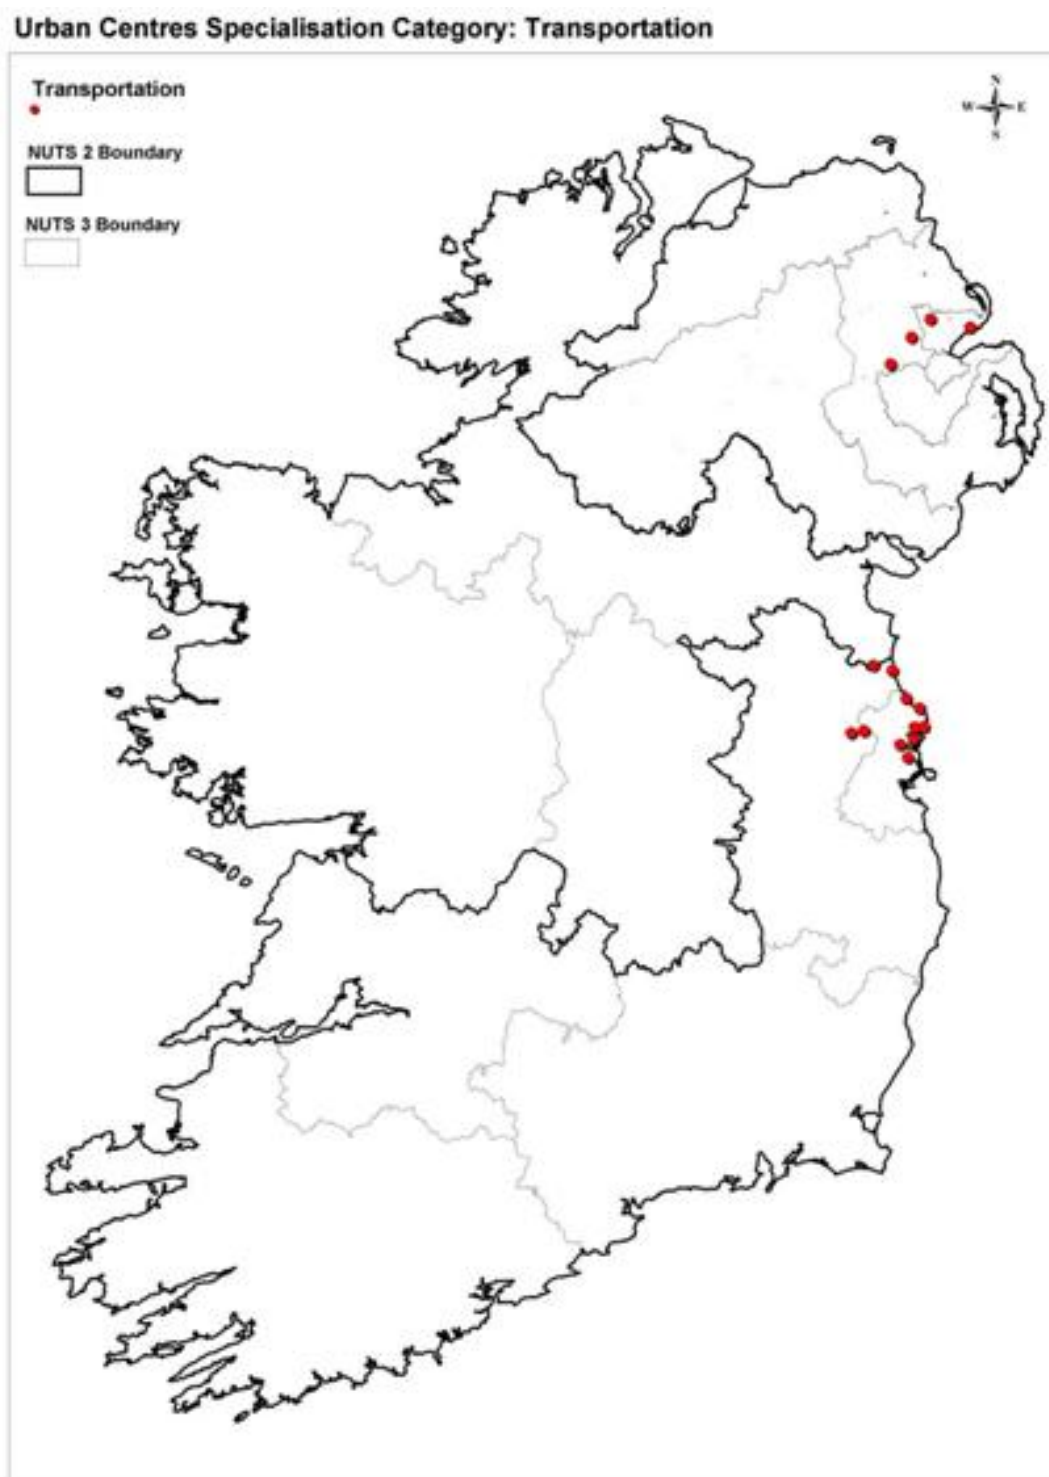 Urban Centres Specialisation Category: Transportation
Transportation
N
W E
S
NUTS 2 Boundary
NUTS 3 Boundary